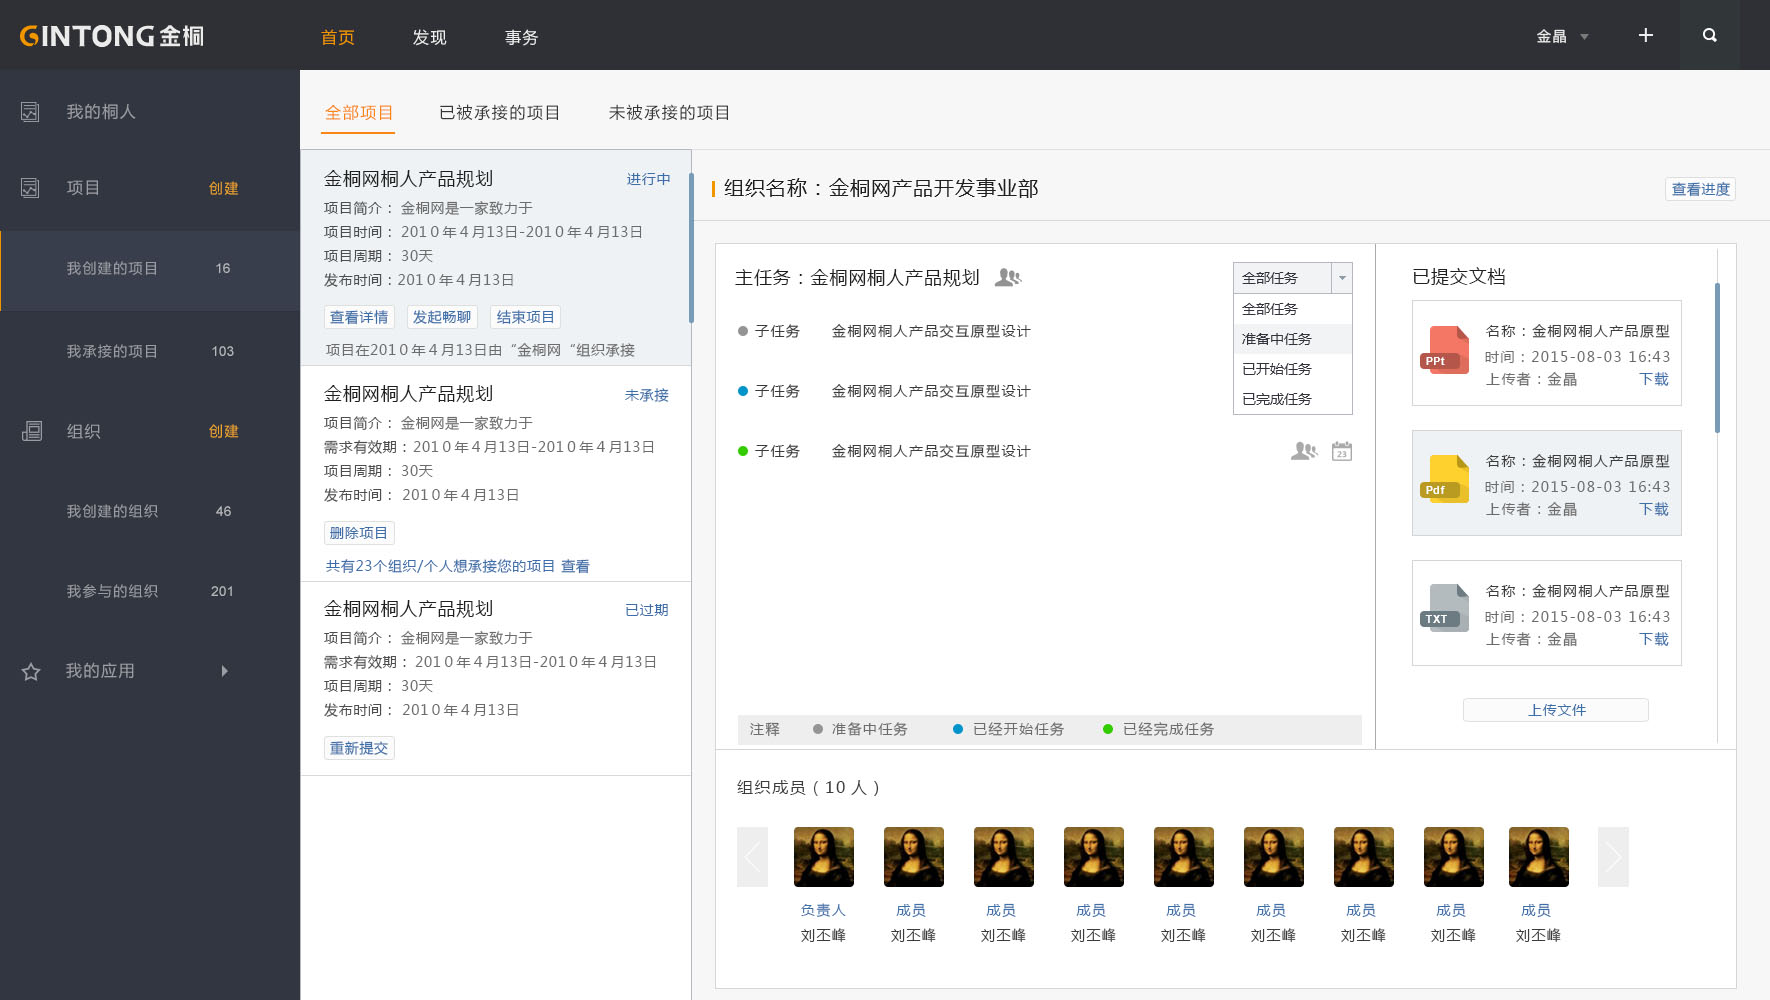 GINTONG金桐
首页
发现
事务
金晶
我的桐人
项目
创建
我创建的项目
16
我承接的项目
103
组织
创建
我创建的组织
46
我参与的组织
201
我的应用
全部项目
已被承接的项目
未被承接的项目
金桐网桐人产品规划
进行中
项目简介： 金桐网是一家致力于
项目时间： 2010年4月13日-2010年4月13日
项目周期： 30天
发布时间：2010年4月13日
查看详情
发起畅聊
结束项目
项目在2010年4月13日由“金桐网“组织承接
金桐网桐人产品规划
未承接
项目简介： 金桐网是一家致力于
需求有效期：2010年4月13日-2010年4月13日
项目周期： 30天
发布时间： 2010年4月13日
删除项目
共有23个组织/个人想承接您的项目 查看
金桐网桐人产品规划
已过期
项目简介： 金桐网是一家致力于
需求有效期： 2010年4月13日-2010年4月13日
项目周期： 30天
发布时间： 2010年4月13日
重新提交
组织名称：金桐网产品开发事业部
查看进度
主任务：金桐网桐人产品规划
全部任务
全部任务
准备中任务
已开始任务
已完成任务
子任务
金桐网桐人产品交互原型设计
子任务
金桐网桐人产品交互原型设计
子任务
金桐网桐人产品交互原型设计
23
注释
准备中任务
已经开始任务
已经完成任务
已提交文档
PPt
名称：金桐网桐人产品原型
时间：2015-08-03 16:43
上传者：金晶
下载
Pdf
名称：金桐网桐人产品原型
时间：2015-08-03 16:43
上传者：金晶
下载
TXT
名称：金桐网桐人产品原型
时间：2015-08-03 16:43
上传者：金晶
下载
上传文件
组织成员（10 人）
负责人
成员
成员
成员
成员
成员
成员
成员
成员
刘丕峰
刘丕峰
刘丕峰
刘丕峰
刘丕峰
刘丕峰
刘丕峰
刘丕峰
刘丕峰